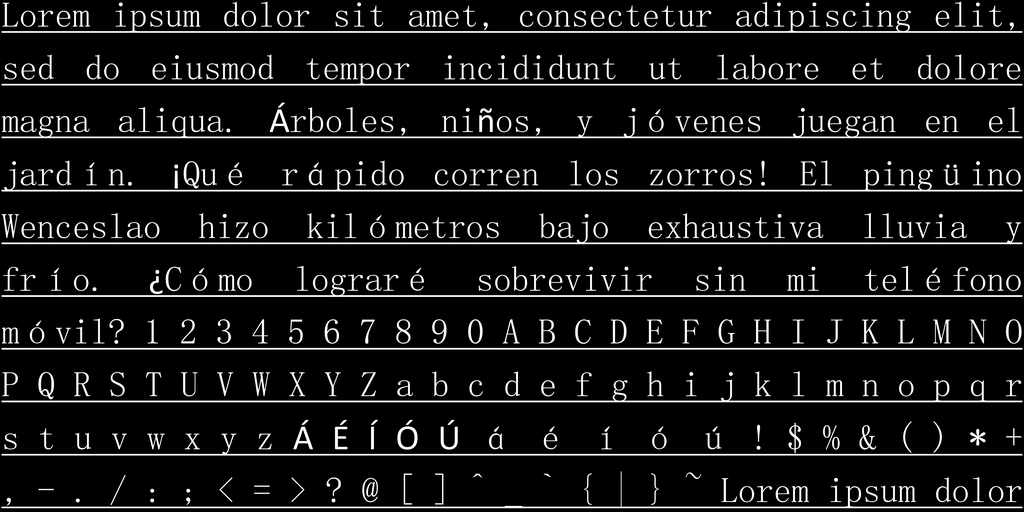 Lorem ipsum dolor sit amet, consectetur adipiscing elit,
sed do eiusmod tempor incididunt ut labore et dolore
magna aliqua. Árboles, niños, y jóvenes juegan en el
jardín. ¡Qué rápido corren los zorros! El pingüino
Wenceslao hizo kilómetros bajo exhaustiva lluvia y
frío. ¿Cómo lograré sobrevivir sin mi teléfono
móvil? 1 2 3 4 5 6 7 8 9 0 A B C D E F G H I J K L M N O
P Q R S T U V W X Y Z a b c d e f g h i j k l m n o p q r
s t u v w x y z Á É Í Ó Ú á é í ó ú ! $ % & ( ) * +
, - . / : ; < = > ? @ [ ] ^ _ ` { | } ~ Lorem ipsum dolor